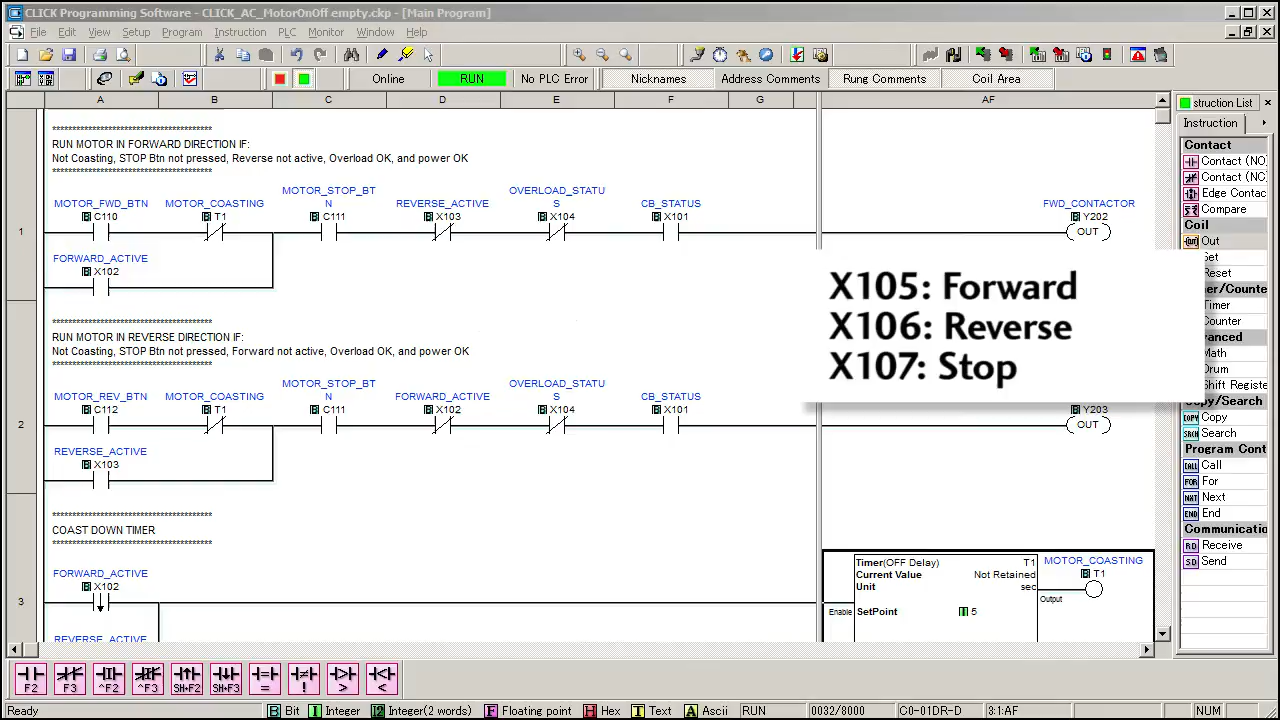 CLICK Programming Software - CLICK_AC_MotorOnOff empty.ckp - [Main Program]
File Edit View Setup Program Instruction PLC Monitor Window Help
Online RUN No PLC Error Nicknames Address Comments Rung Comments Coil Area
A B C D E F G AF
****************************************
RUN MOTOR IN FORWARD DIRECTION IF:
Not Coasting, STOP Btn not pressed, Reverse not active, Overload OK, and power OK
****************************************
MOTOR_FWD_BTN MOTOR_COASTING MOTOR_STOP_BTN REVERSE_ACTIVE OVERLOAD_STATUS CB_STATUS FWD_CONTACTOR
C110 T1 C111 X103 X104 X101 Y202
1
OUT
FORWARD_ACTIVE
X102
X105: Forward
X106: Reverse
X107: Stop
****************************************
RUN MOTOR IN REVERSE DIRECTION IF:
Not Coasting, STOP Btn not pressed, Forward not active, Overload OK, and power OK
****************************************
MOTOR_REV_BTN MOTOR_COASTING MOTOR_STOP_BTN FORWARD_ACTIVE OVERLOAD_STATUS CB_STATUS
C112 T1 C111 X102 X104 X101 Y203
2
OUT
REVERSE_ACTIVE
X103
****************************************
COAST DOWN TIMER
****************************************
FORWARD_ACTIVE
X102
3
REVERSE_ACTIVE
Timer(OFF Delay) T1
Current Value Not Retained
Unit sec
Enable SetPoint 5
Output
MOTOR_COASTING
T1
struction List
Instruction
Contact
Contact (NO)
Contact (NC)
Edge Contac
Compare
Coil
Out
Set
Reset
mer/Counte
Timer
Counter
dvanced
Math
Drum
Shift Registe
Copy/Search
Copy
Search
Program Cont
Call
For
Next
End
Communicatio
Receive
Send
F2 F3 ^F2 ^F3 SH+F2 SH+F3 = ! > <
Ready B Bit I Integer I2 Integer(2 words) F Floating point H Hex T Text A Ascii RUN 0032/8000 C0-01DR-D 3:1:AF NUM